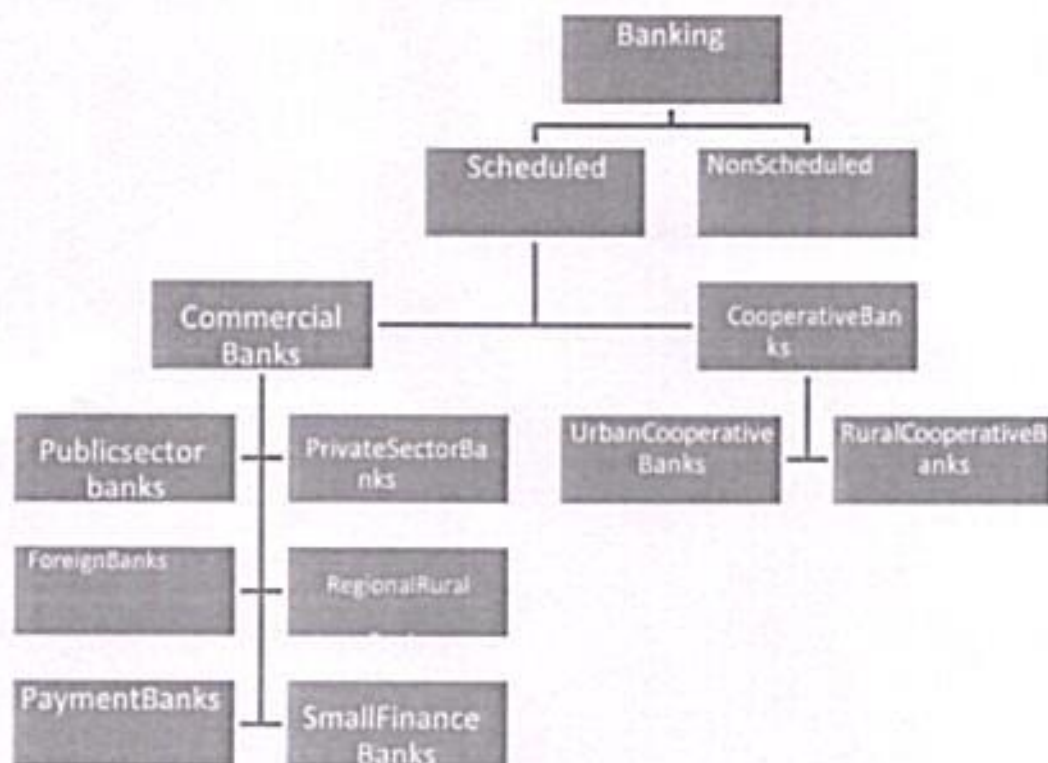 Banking
Scheduled
NonScheduled
Commercial
Banks
CooperativeBan
ks
Publicsector
banks
PrivateSectorBa
nks
UrbanCooperative
Banks
RuralCooperativeB
anks
ForeignBanks
RegionalRural
PaymentBanks
SmallFinance
Banks